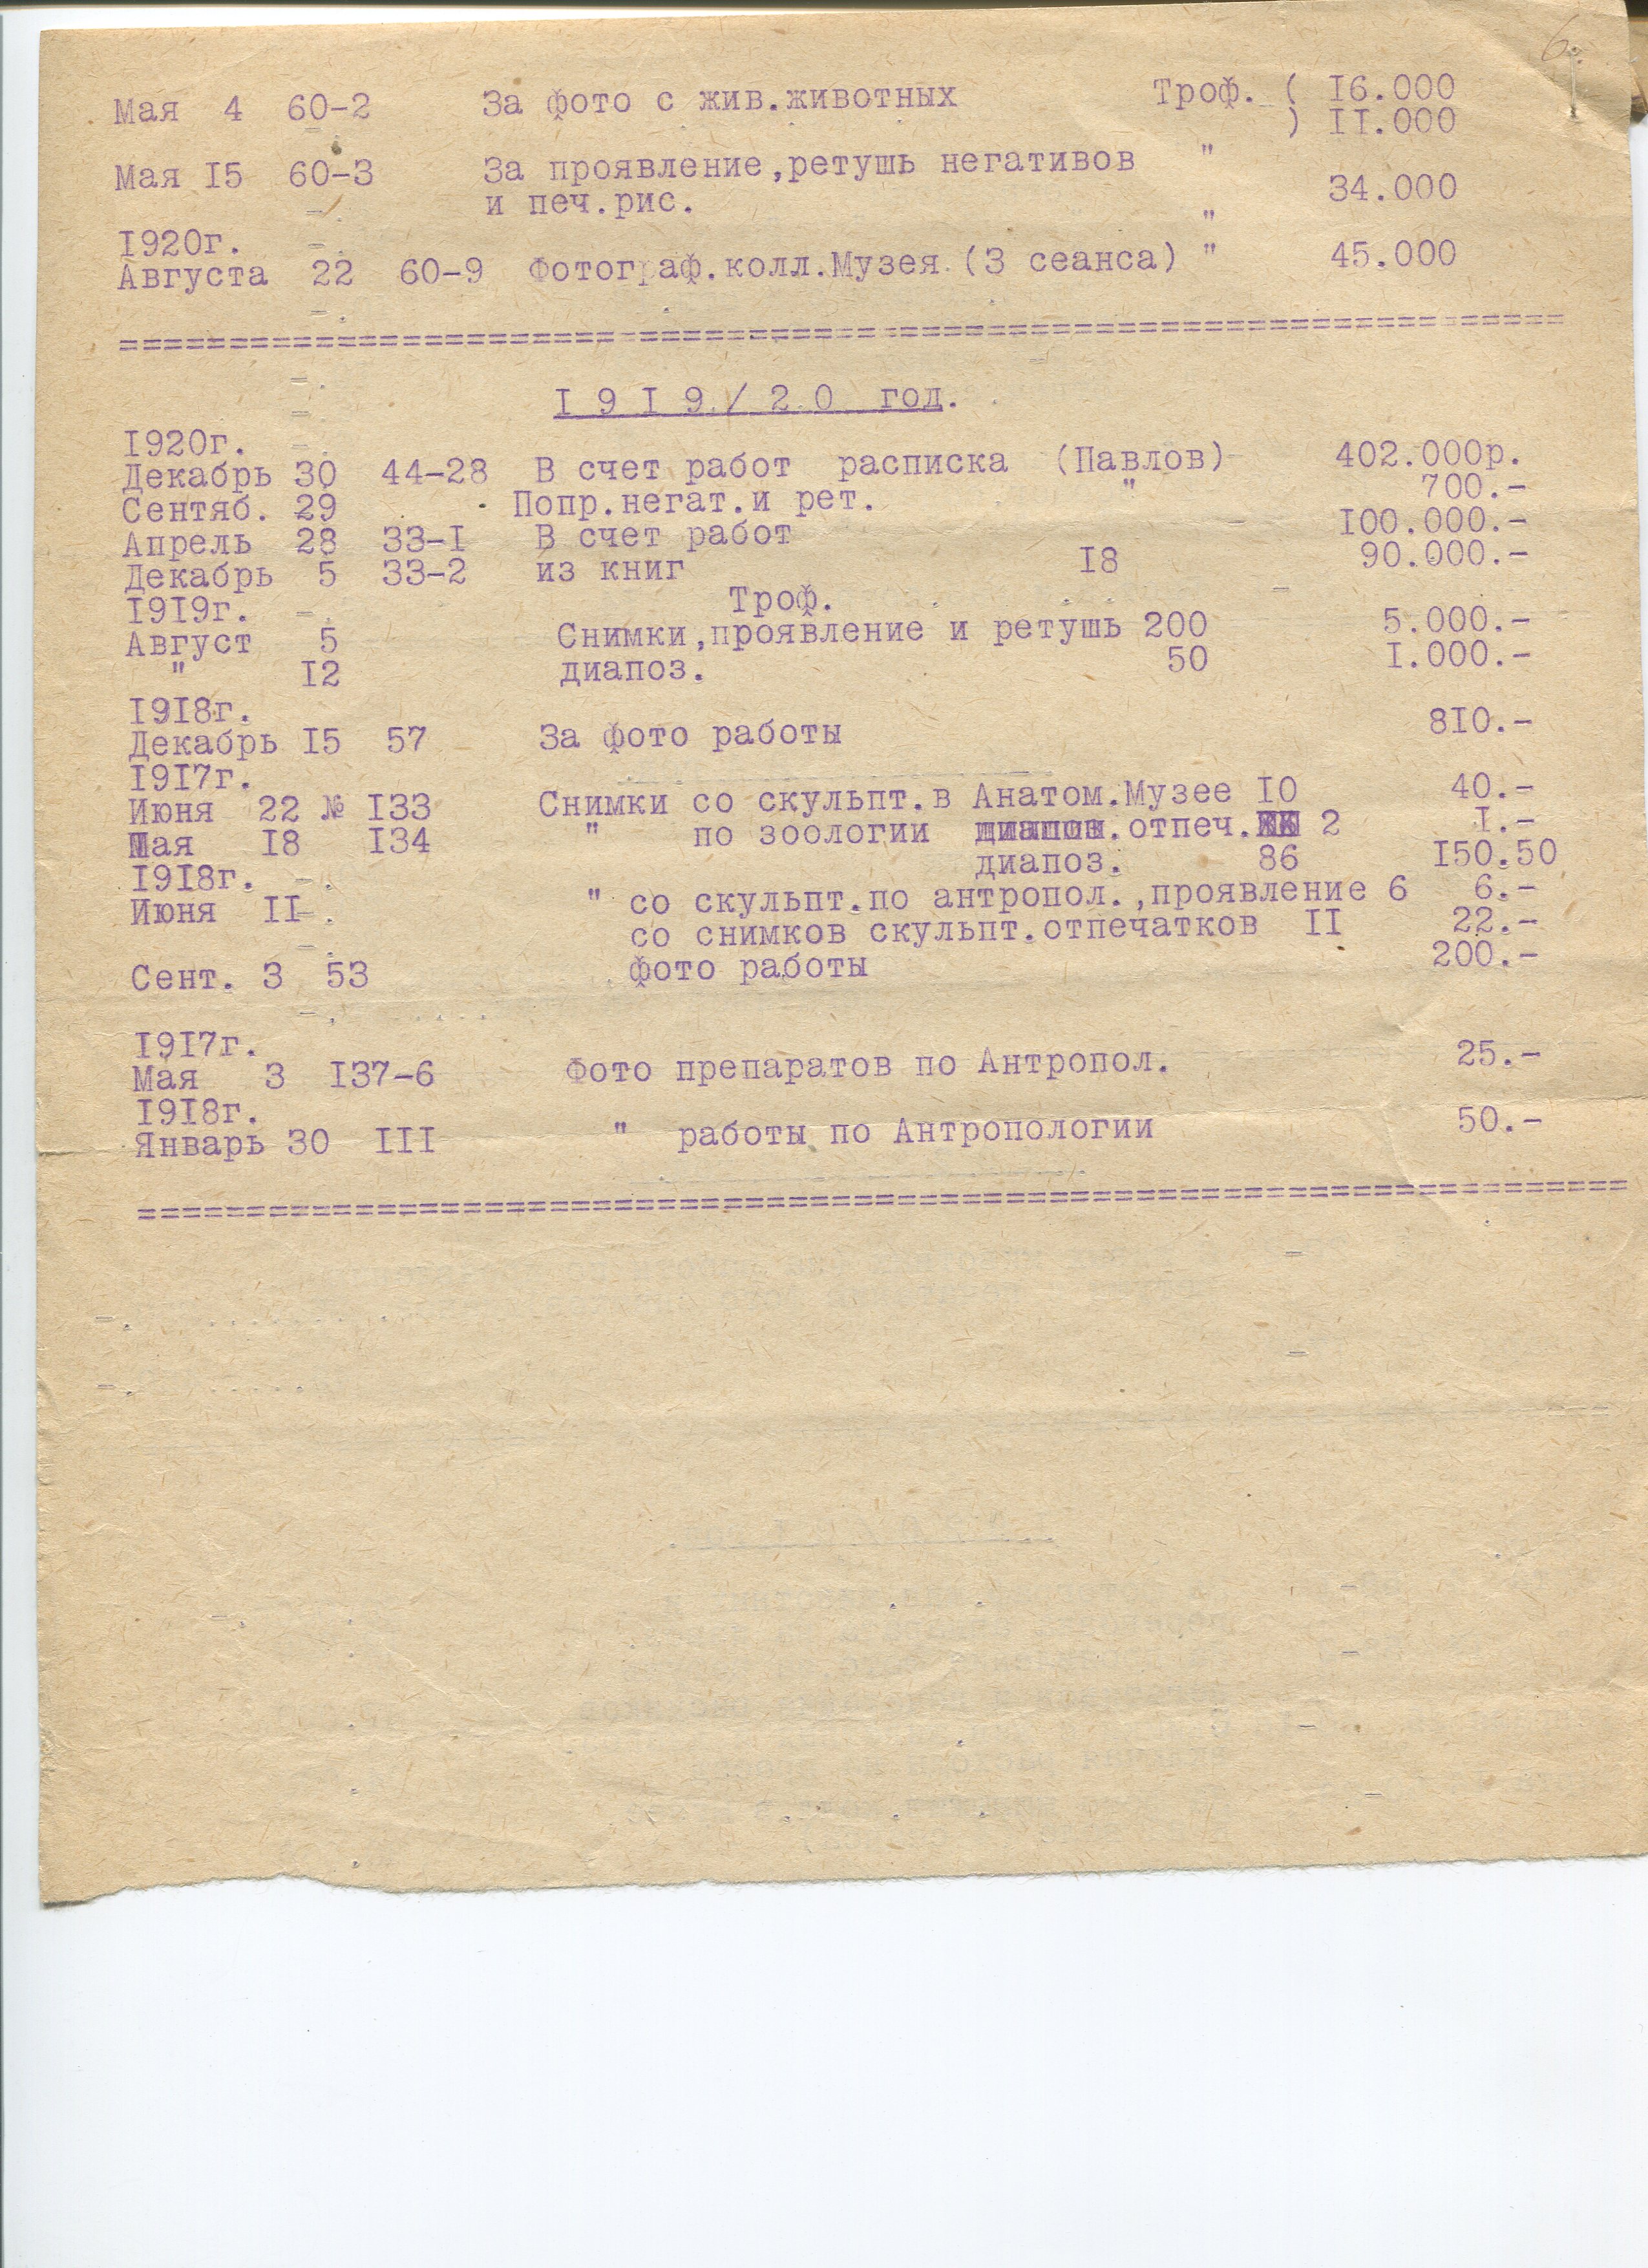 6.
Мая 4 60-2 За фото с жив.животных Троф. ( I6.000
) II.000
Мая I5 60-3 За проявление,ретушь негативов "
и печ.рис. 34.000
"
I920г.
Августа 22 60-9 Фотограф.колл.Музея (3 сеанса) " 45.000
I 9 I 9 / 2 0 год.
I920г.
Декабрь 30 44-28 В счет работ расписка (Павлов) 402.000р.
Сентяб. 29 Попр.негат.и рет. " 700.-
Апрель 28 33-I В счет работ I00.000.-
Декабрь 5 33-2 из книг I8 90.000.-
I9I9г. Троф.
Август 5 Снимки,проявление и ретушь 200 5.000.-
" I2 диапоз. 50 I.000.-
I9I8г.
Декабрь I5 57 За фото работы 8I0.-
I9I7г.
Июня 22 № I33 Снимки со скульпт.в Анатом.Музее I0 40.-
Мая I8 I34 " по зоологии .отпеч. 2 I.-
диапоз. 86 I50.50
I9I8г.
Июня II " со скульпт.по антропол.,проявление 6 6.-
со снимков скульпт.отпечатков II 22.-
Сент. 3 53 фото работы 200.-
I9I7г.
Мая 3 I37-6 Фото препаратов по Антропол. 25.-
I9I8г.
Январь 30 III " работы по Антропологии 50.-